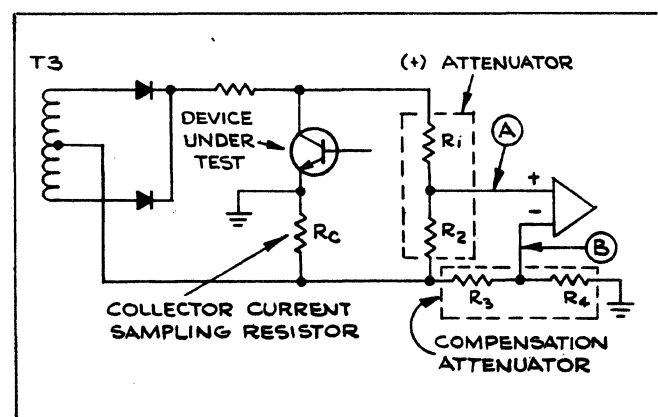 T3
(+) ATTENUATOR
DEVICE
UNDER
TEST
A
Ri
+
-
R2
B
Rc
R3
R4
COLLECTOR CURRENT
SAMPLING RESISTOR
COMPENSATION
ATTENUATOR